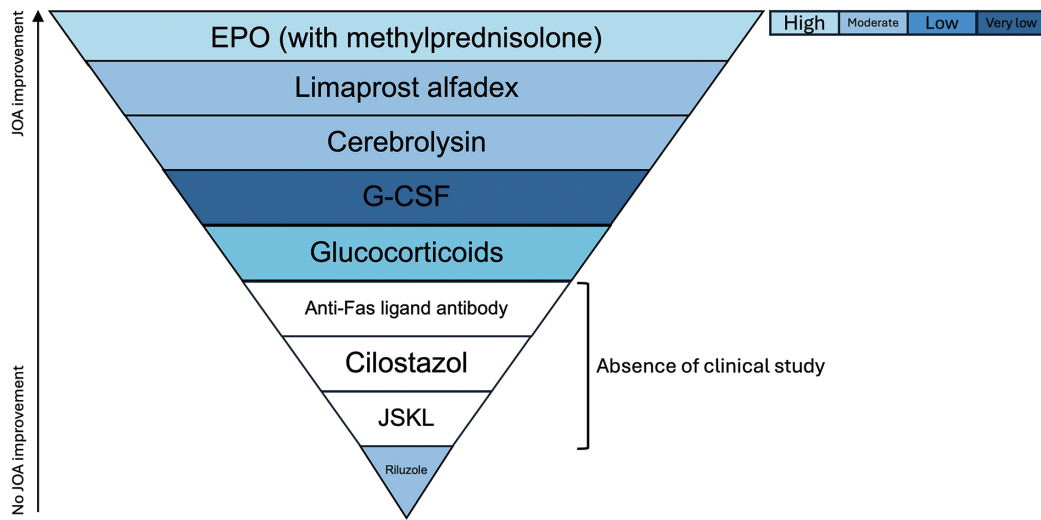 JOA improvement
No JOA improvement
EPO (with methylprednisolone)
Limaprost alfadex
Cerebrolysin
G-CSF
Glucocorticoids
Anti-Fas ligand antibody
Cilostazol
JSKL
Riluzole
High
Moderate
Low
Very low
Absence of clinical study